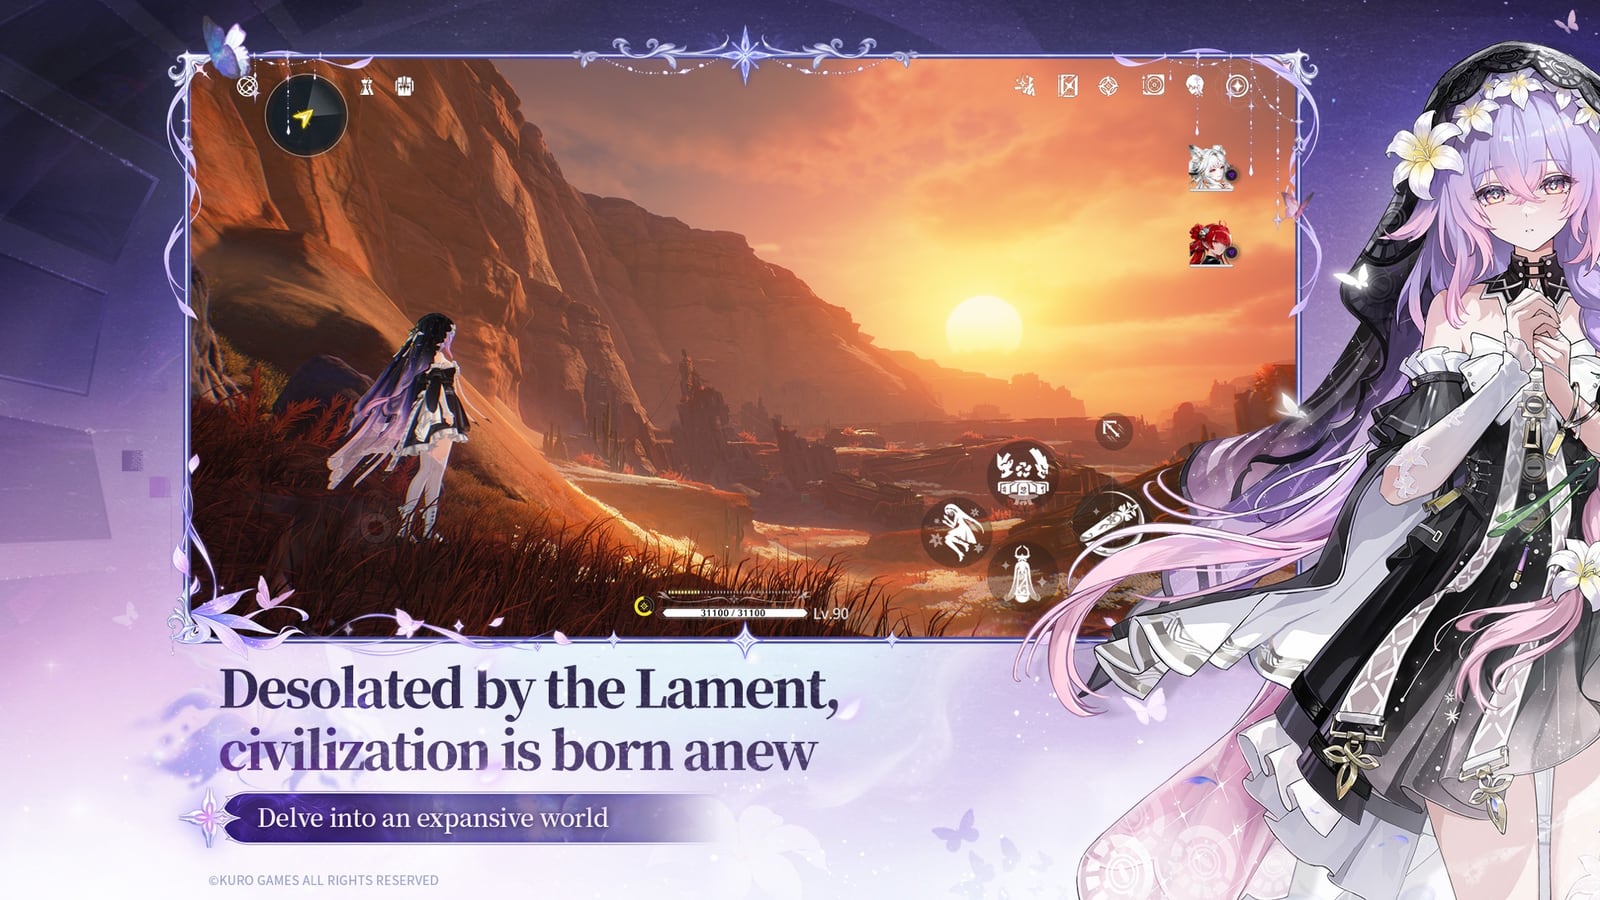 31100 / 31100
Lv.90
Desolated by the Lament,
civilization is born anew
Delve into an expansive world
©KURO GAMES ALL RIGHTS RESERVED